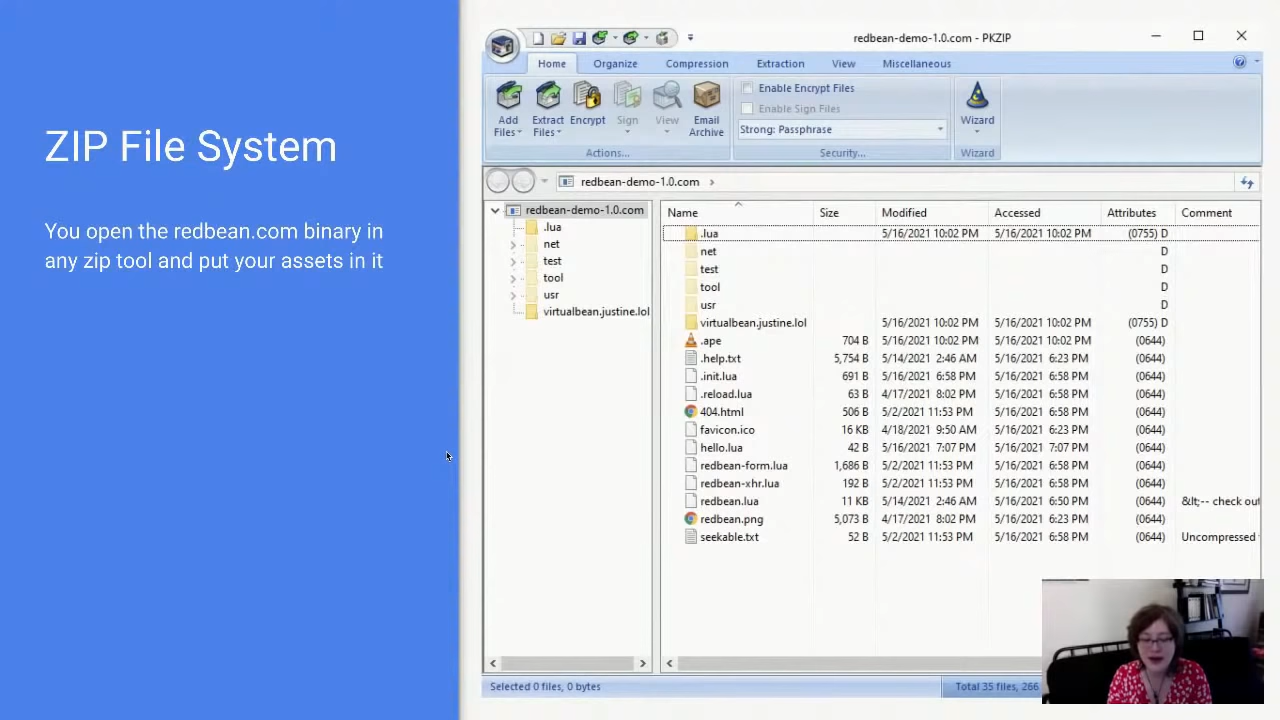 ZIP File System
You open the redbean.com binary in
any zip tool and put your assets in it
redbean-demo-1.0.com - PKZIP
Home Organize Compression Extraction View Miscellaneous
Add Files Extract Files Encrypt Sign View Email Archive
Enable Encrypt Files
Enable Sign Files
Strong: Passphrase
Wizard
Actions... Security... Wizard
redbean-demo-1.0.com
redbean-demo-1.0.com
.lua
net
test
tool
usr
virtualbean.justine.lol
Name Size Modified Accessed Attributes Comment
.lua 5/16/2021 10:02 PM 5/16/2021 10:02 PM (0755) D
net D
test D
tool D
usr D
virtualbean.justine.lol 5/16/2021 10:02 PM 5/16/2021 10:02 PM (0755) D
.ape 704 B 5/16/2021 10:02 PM 5/16/2021 10:02 PM (0644)
.help.txt 5,754 B 5/14/2021 2:46 AM 5/16/2021 6:23 PM (0644)
.init.lua 691 B 5/16/2021 6:58 PM 5/16/2021 6:58 PM (0644)
.reload.lua 63 B 4/17/2021 8:02 PM 5/16/2021 6:58 PM (0644)
404.html 506 B 5/2/2021 11:53 PM 5/16/2021 6:58 PM (0644)
favicon.ico 16 KB 4/18/2021 9:50 AM 5/16/2021 6:23 PM (0644)
hello.lua 42 B 5/16/2021 7:07 PM 5/16/2021 7:07 PM (0644)
redbean-form.lua 1,686 B 5/2/2021 11:53 PM 5/16/2021 6:58 PM (0644)
redbean-xhr.lua 192 B 5/2/2021 11:53 PM 5/16/2021 6:58 PM (0644)
redbean.lua 11 KB 5/14/2021 2:46 AM 5/16/2021 6:50 PM (0644) &lt;-- check out
redbean.png 5,073 B 4/17/2021 8:02 PM 5/16/2021 6:23 PM (0644)
seekable.txt 52 B 5/2/2021 11:53 PM 5/16/2021 6:58 PM (0644) Uncompressed
Selected 0 files, 0 bytes
Total 35 files, 266